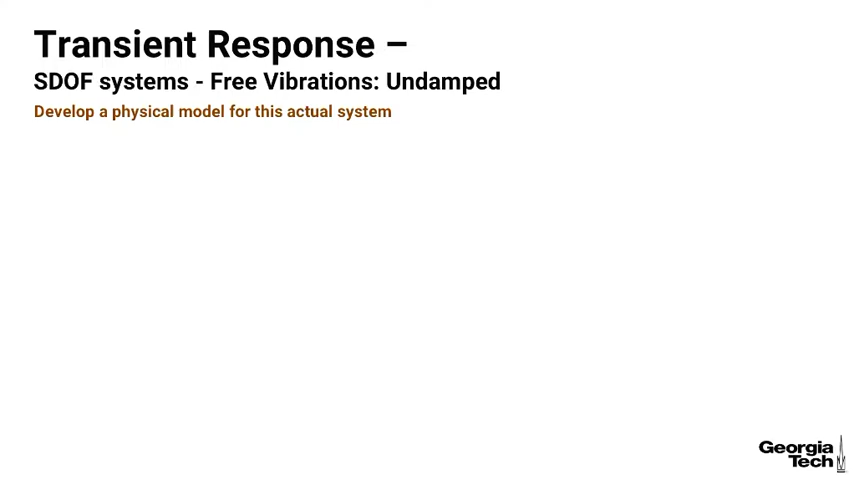 Transient Response –
SDOF systems - Free Vibrations: Undamped
Develop a physical model for this actual system
Georgia
Tech